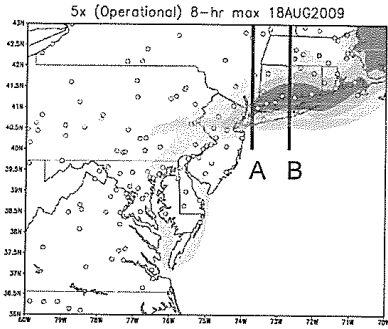 5x (Operational) 8-hr max 18AUG2009
43N
42.5N
42N
41.5N
41N
40.5N
40N
39.5N
39N
38.5N
38N
37.5N
37N
36.5N
36N
A
B
80W
79W
78W
77W
76W
75W
74W
73W
72W
71W
70W